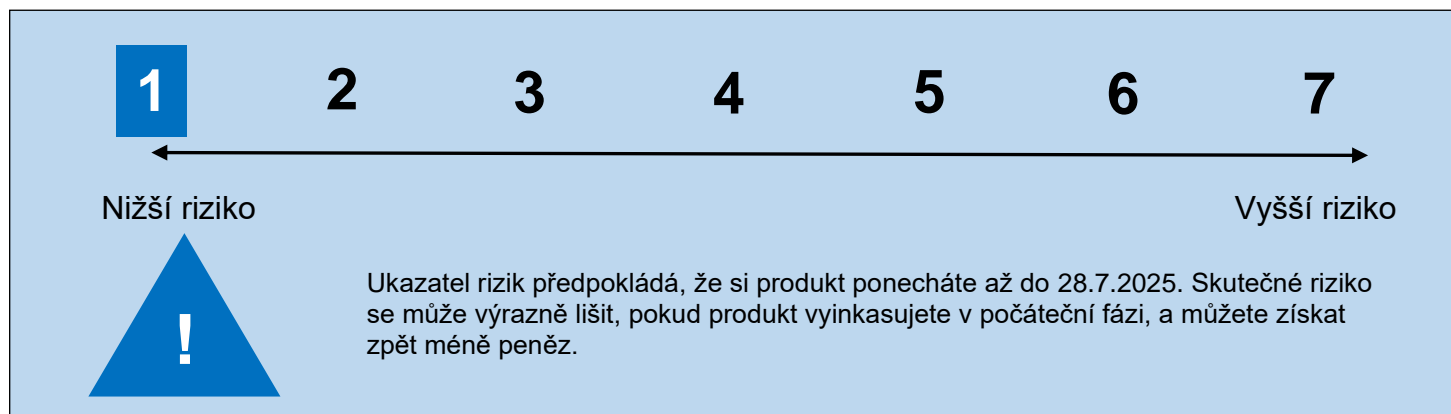 1 2 3 4 5 6 7
Nižší riziko Vyšší riziko
Ukazatel rizik předpokládá, že si produkt ponecháte až do 28.7.2025. Skutečné riziko
se může výrazně lišit, pokud produkt vyinkasujete v počáteční fázi, a můžete získat
zpět méně peněz.
!